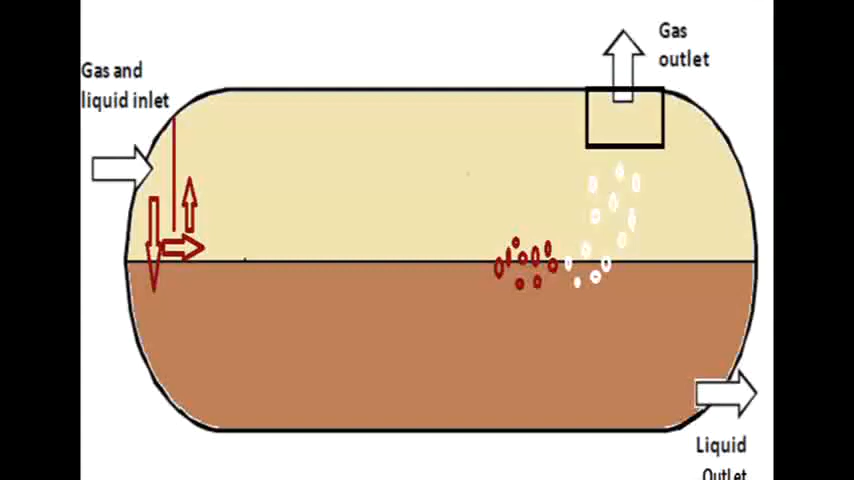 Gas and
liquid inlet
Gas
outlet
Liquid
Outlet